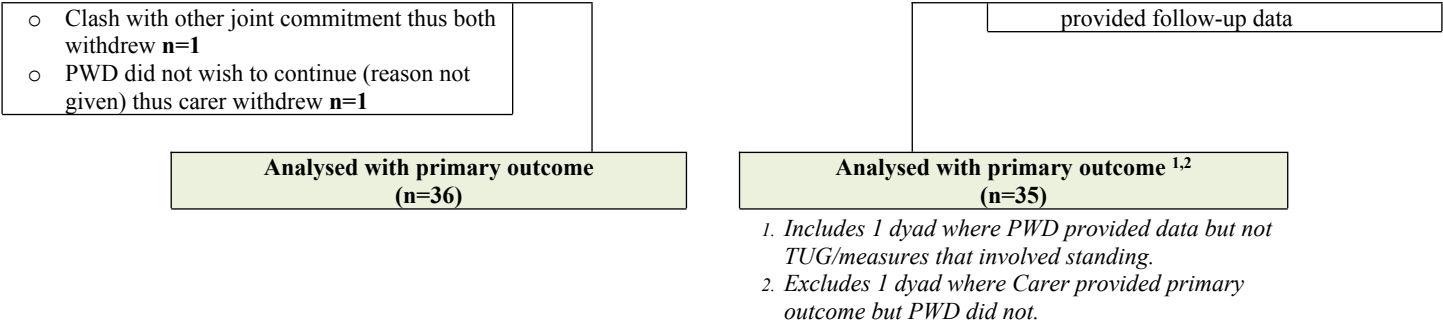 o Clash with other joint commitment thus both
withdrew n=1
o PWD did not wish to continue (reason not
given) thus carer withdrew n=1
provided follow-up data
Analysed with primary outcome
(n=36)
Analysed with primary outcome 1,2
(n=35)
1. Includes 1 dyad where PWD provided data but not
TUG/measures that involved standing.
2. Excludes 1 dyad where Carer provided primary
outcome but PWD did not.